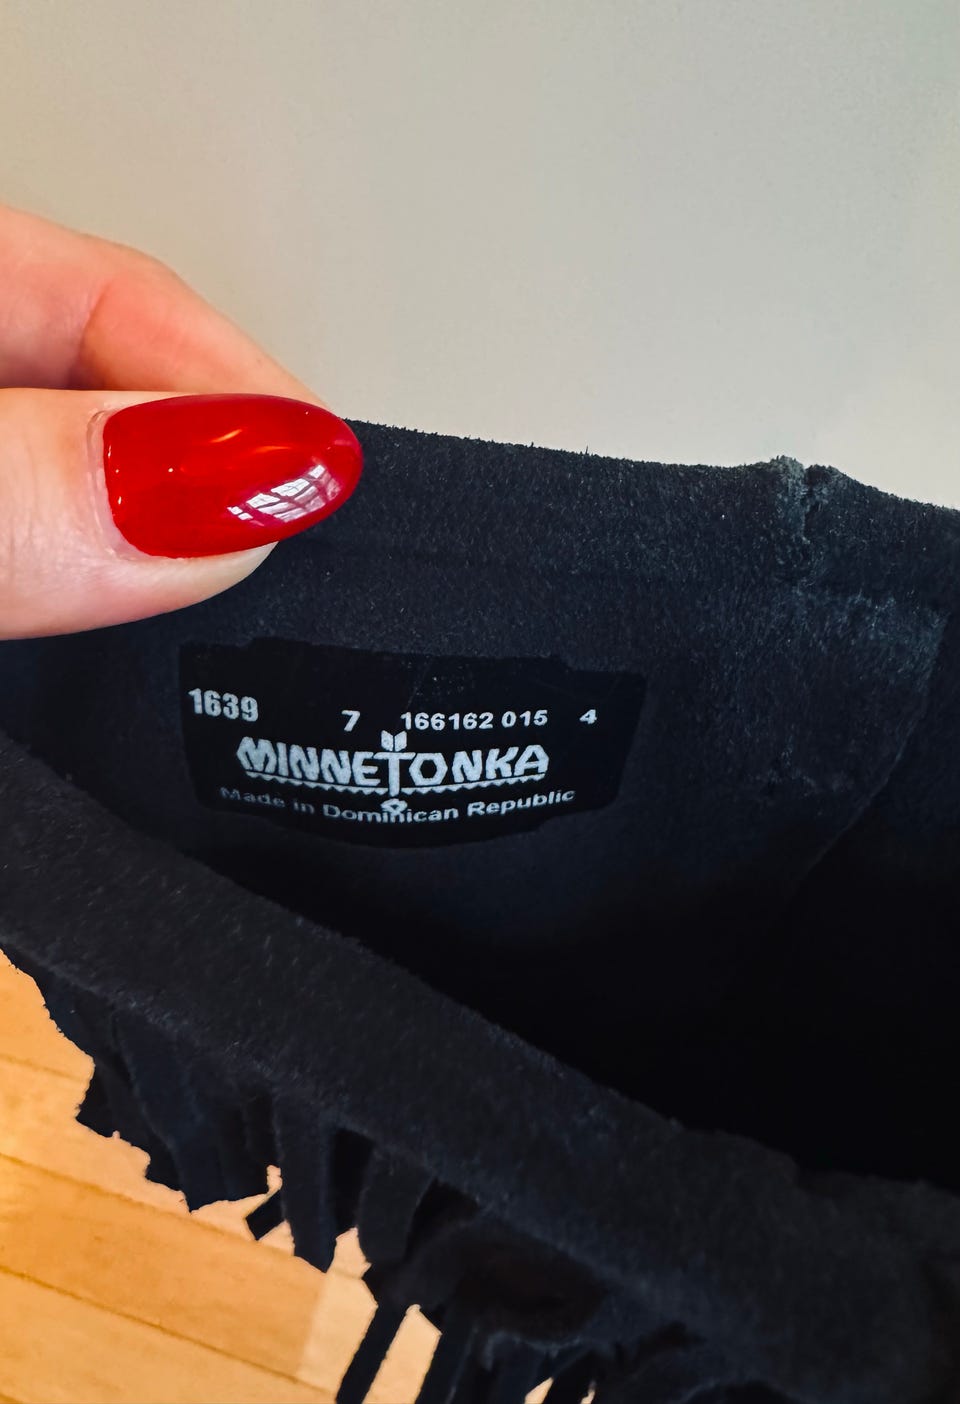 1639 7 166162 015 4
MINNETONKA
Made in Dominican Republic